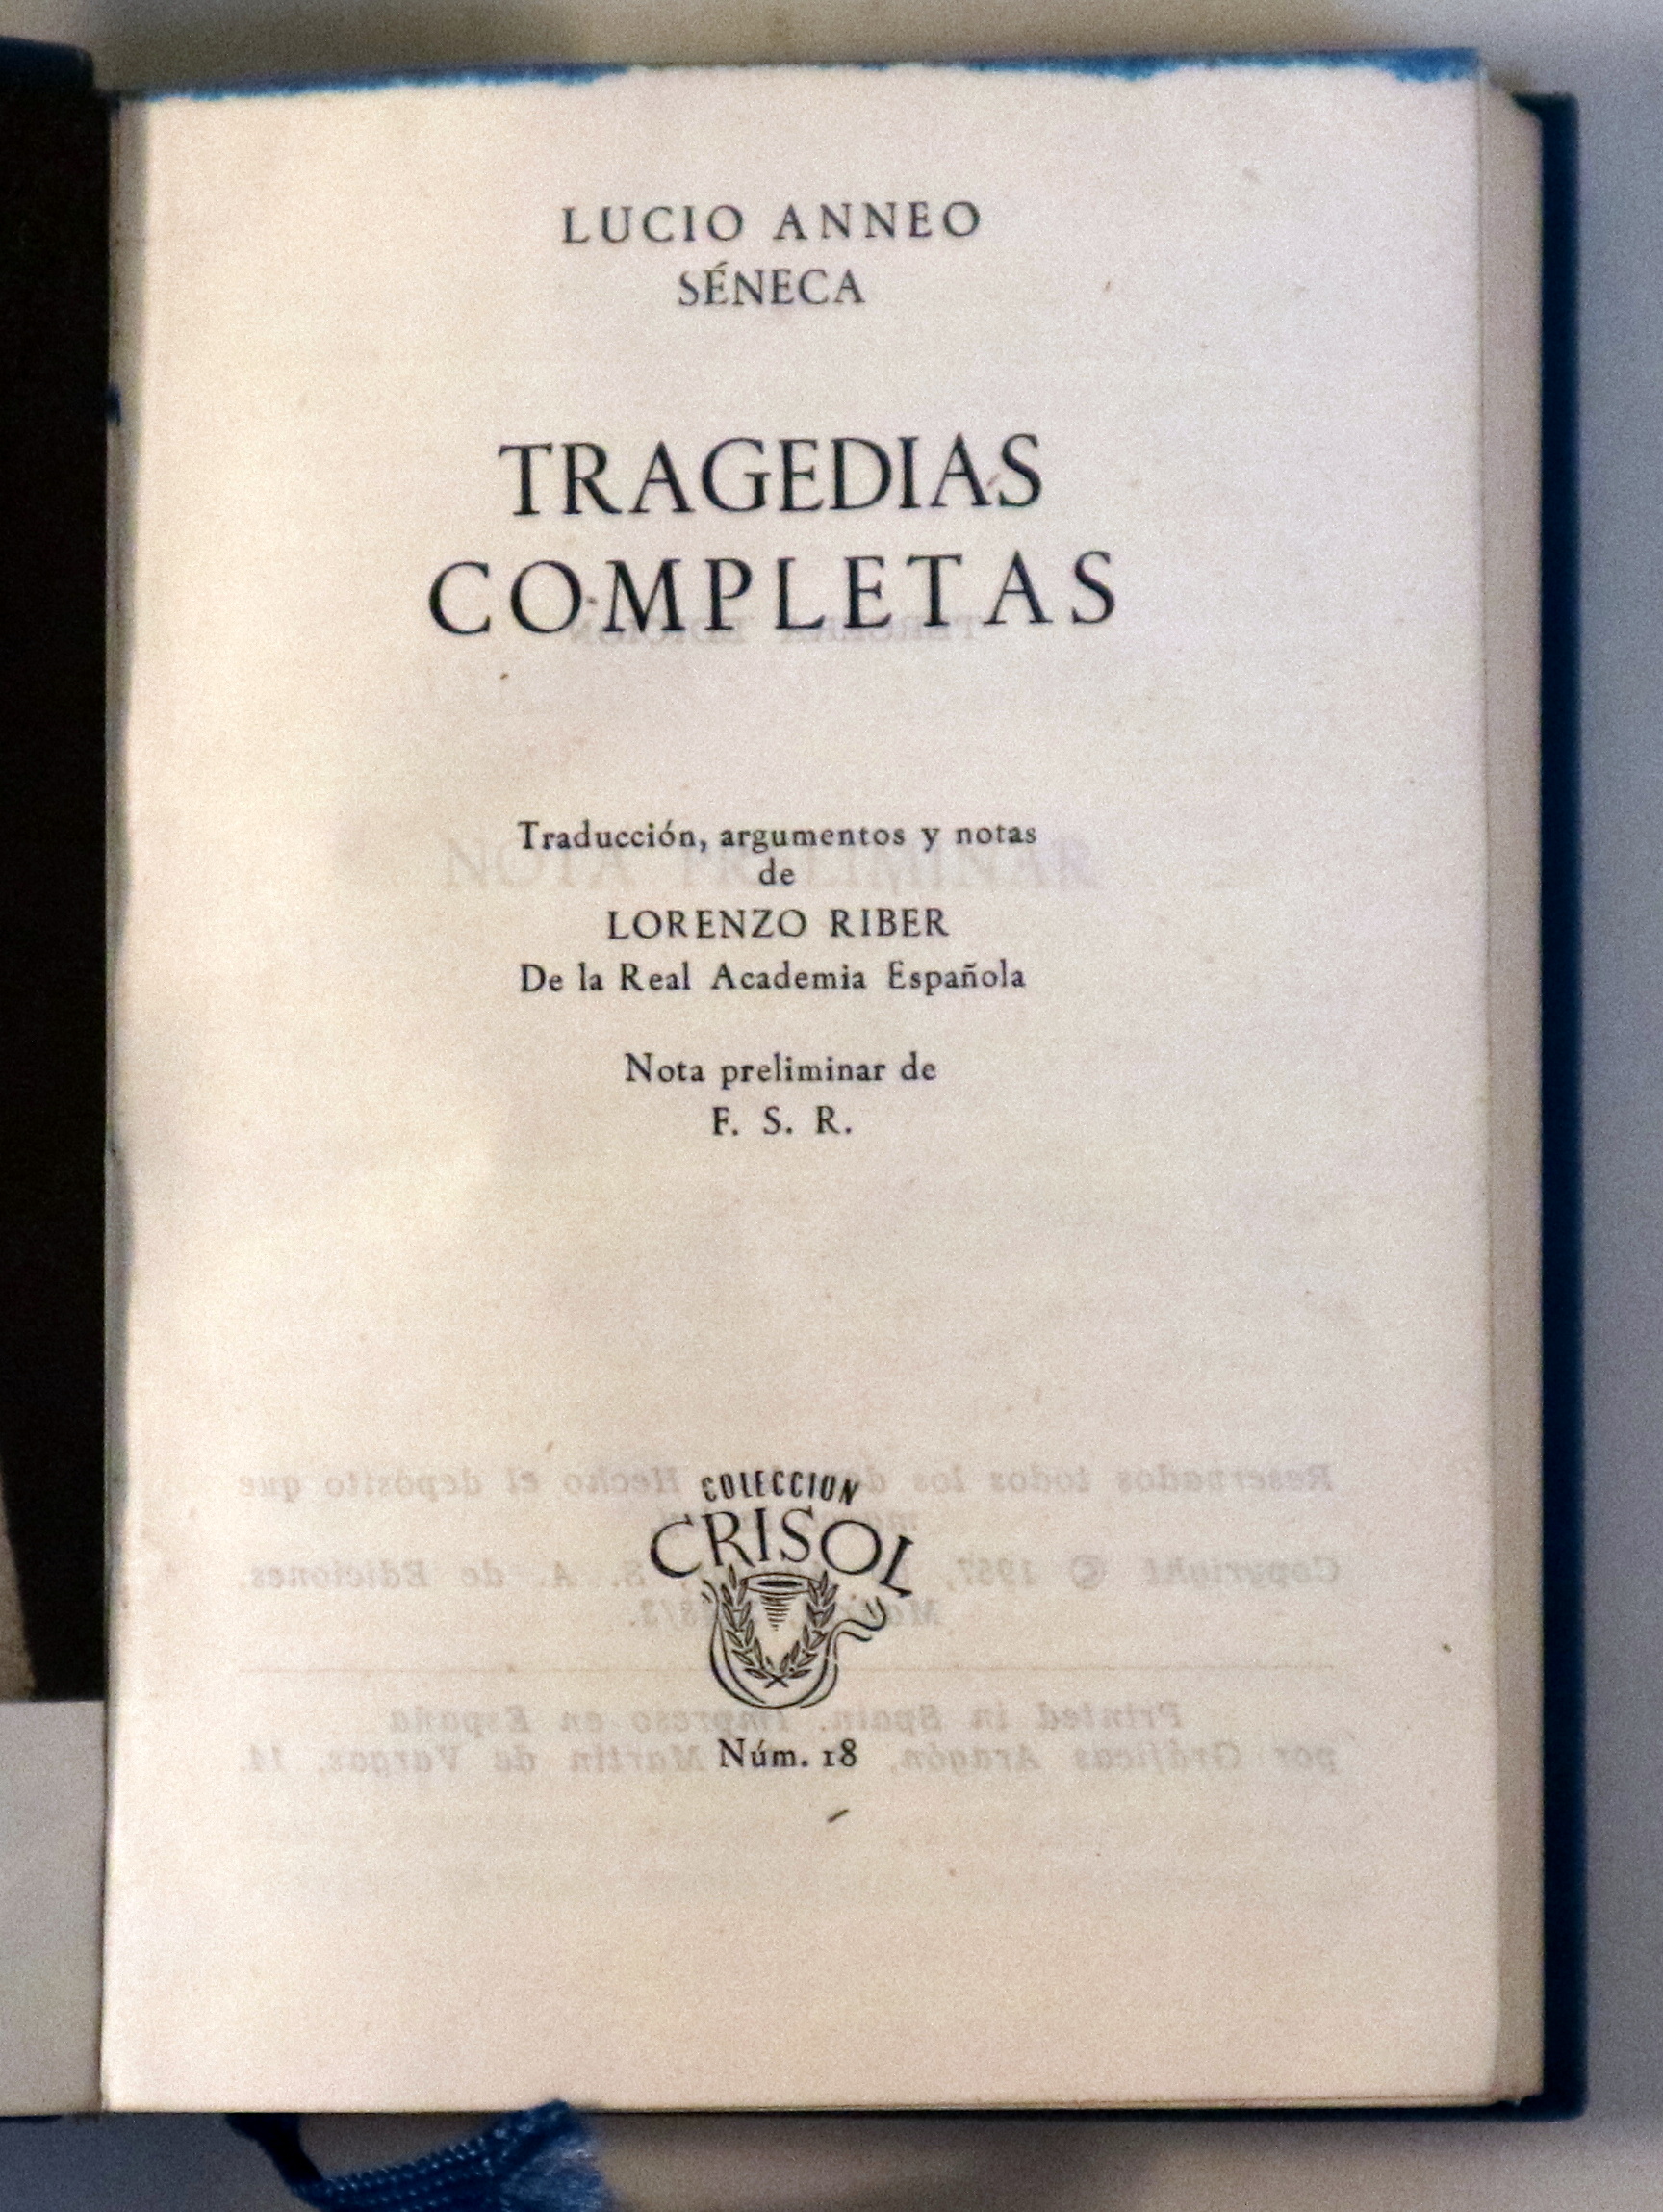 LUCIO ANNEO
SÉNECA
TRAGEDIAS
COMPLETAS
Traducción, argumentos y notas
de
LORENZO RIBER
De la Real Academia Española
Nota preliminar de
F. S. R.
COLECCION
CRISOL
Núm. 18